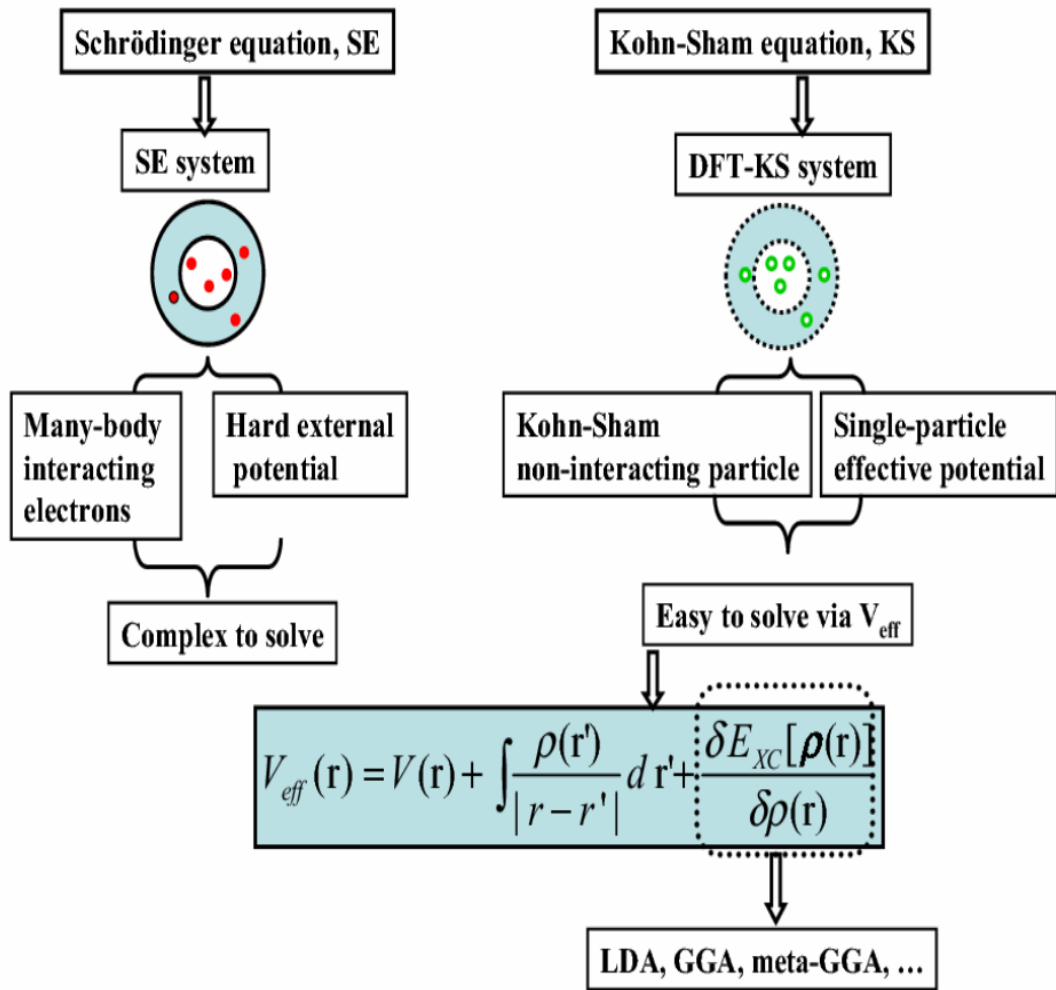 Schrödinger equation, SE
Kohn-Sham equation, KS
SE system
DFT-KS system
Many-body
interacting
electrons
Hard external
potential
Kohn-Sham
non-interacting particle
Single-particle
effective potential
Complex to solve
Easy to solve via V_eff
V_eff(r) = V(r) + ∫ ρ(r') / |r − r'| d r' + δE_XC[ρ(r)] / δρ(r)
LDA, GGA, meta-GGA, …